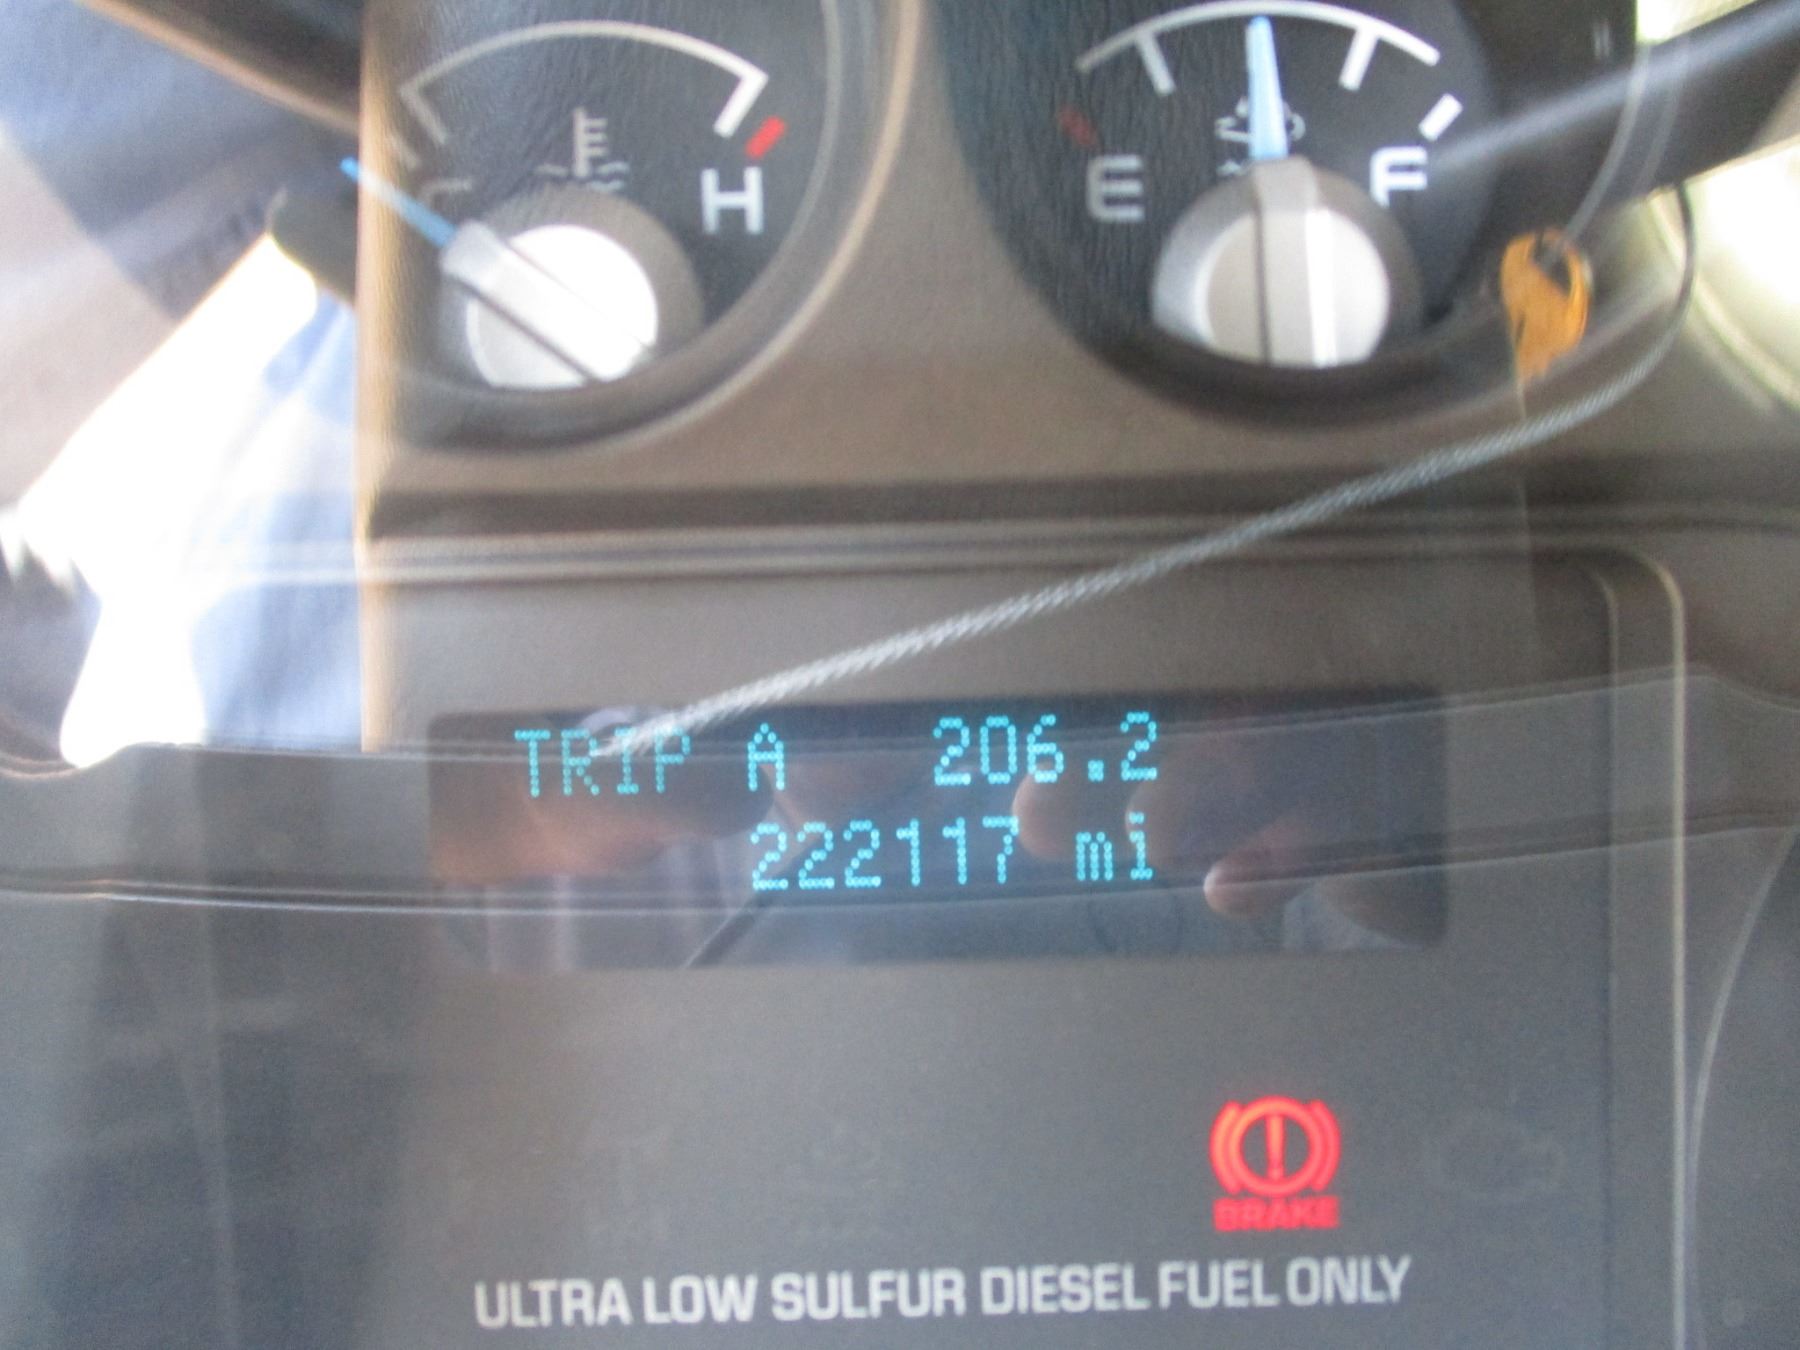 H
E
F
TRIP A 206.2
222117 mi
BRAKE
ULTRA LOW SULFUR DIESEL FUEL ONLY